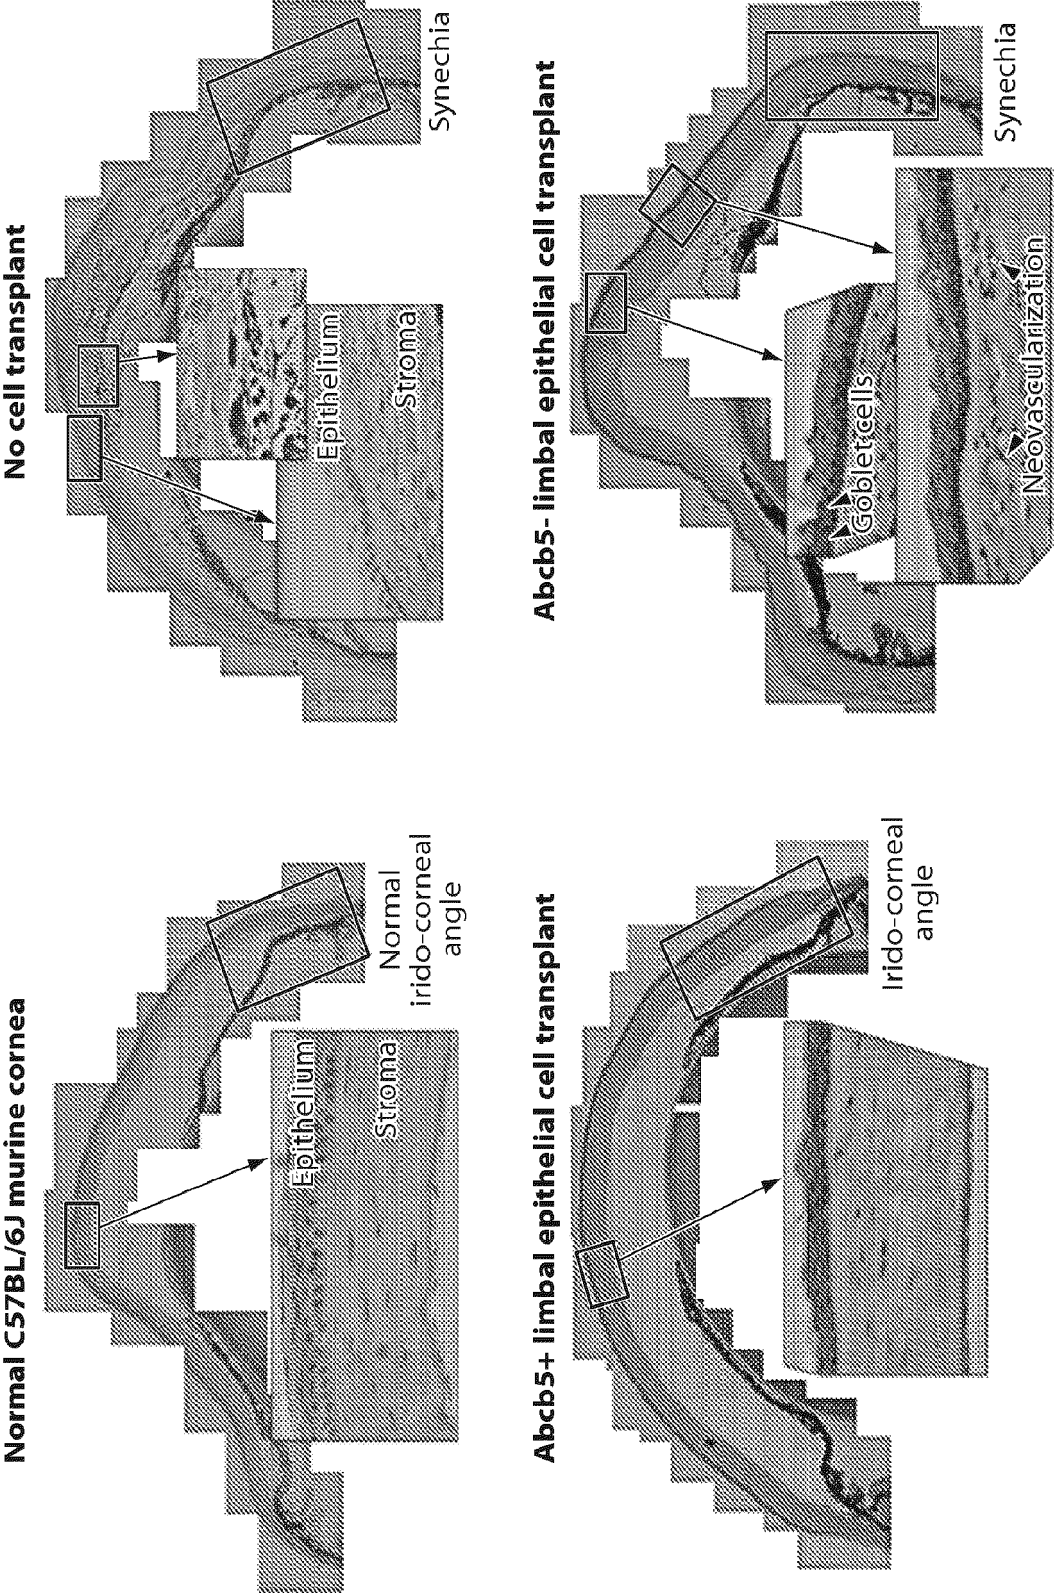 Normal C57BL/6J murine cornea
Epithelium
Stroma
Normal
irido-corneal
angle
No cell transplant
Epithelium
Stroma
Synechia
Abcb5+ limbal epithelial cell transplant
Irido-corneal
angle
Abcb5- limbal epithelial cell transplant
Goblet cells
Neovascularization
Synechia